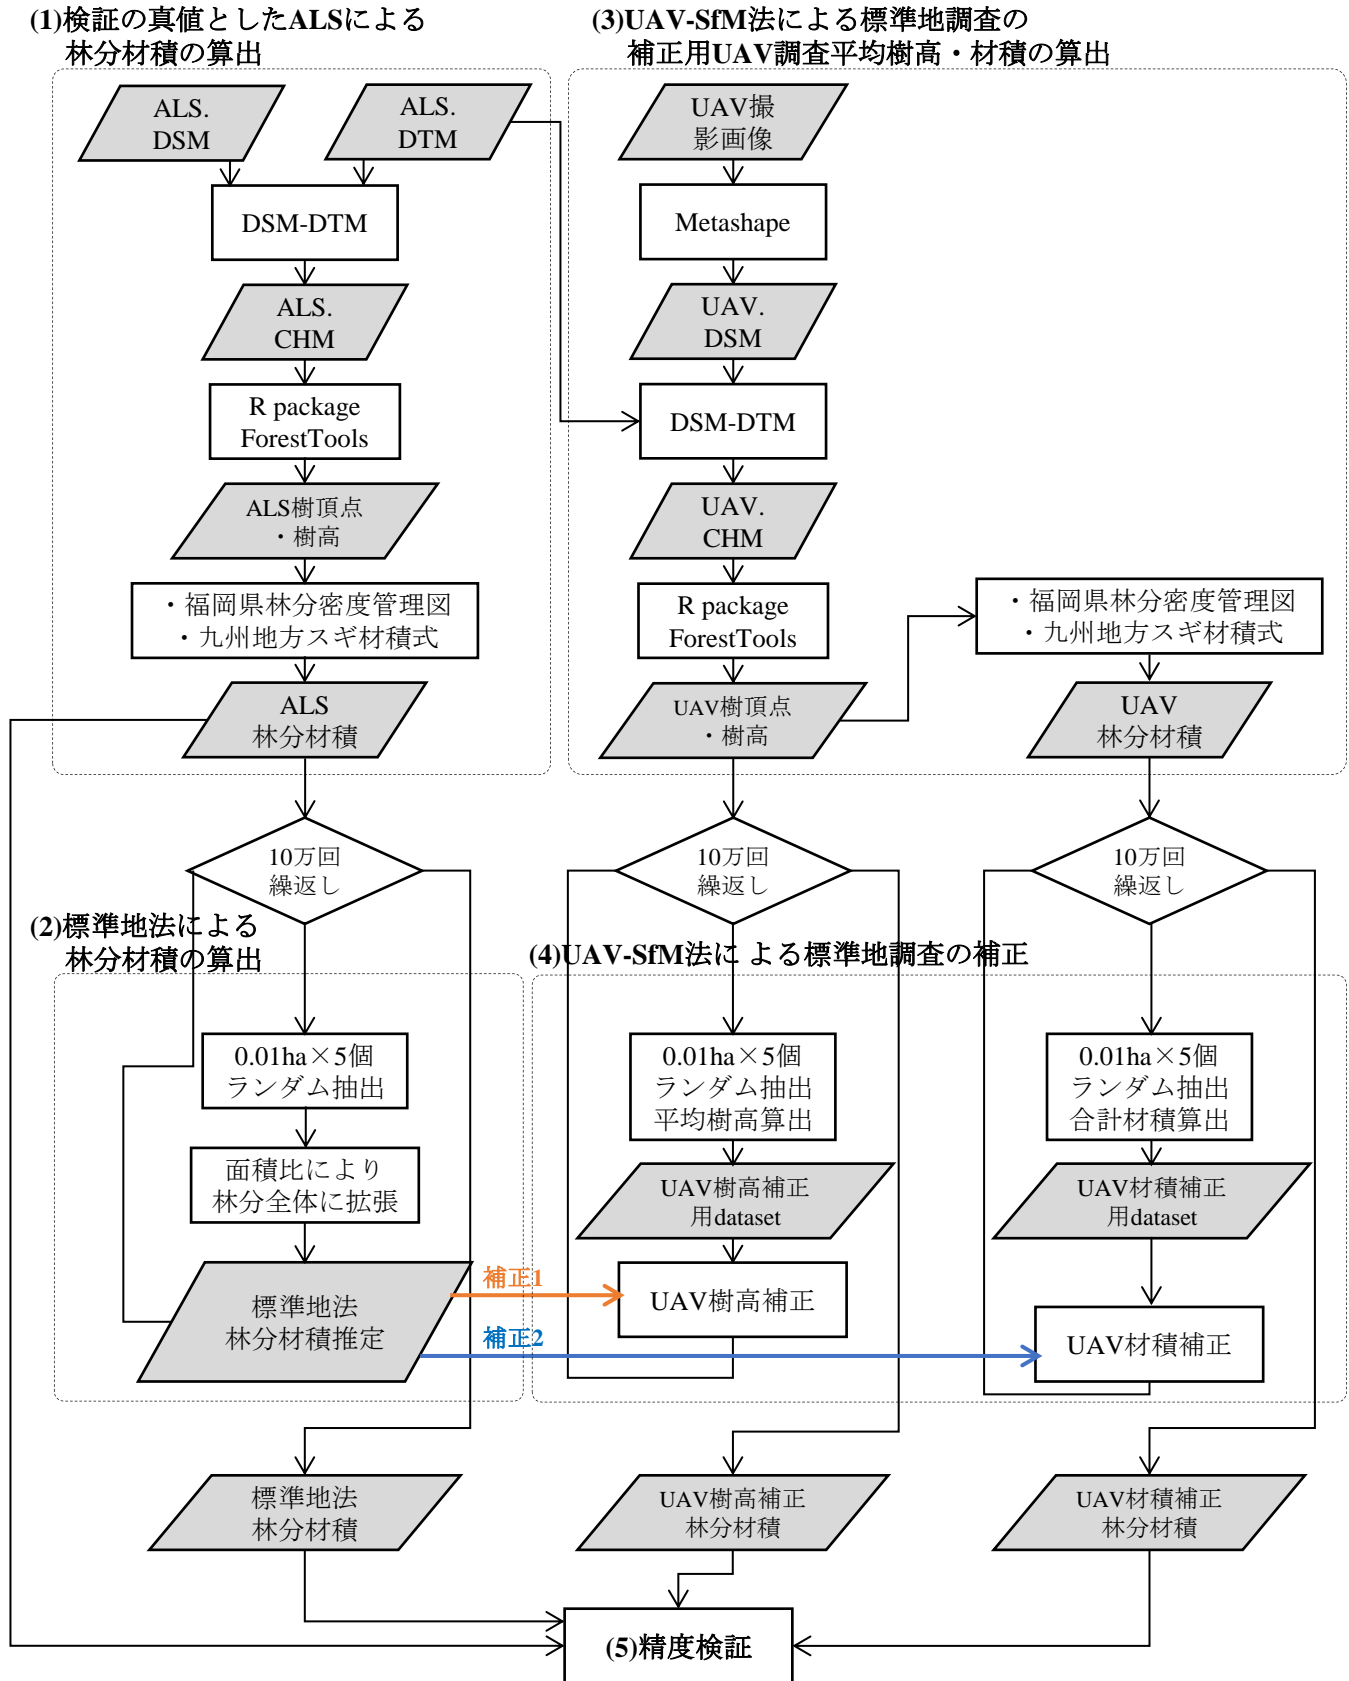 (1)検証の真値としたALSによる
林分材積の算出
ALS.
DSM
ALS.
DTM
DSM-DTM
ALS.
CHM
R package
ForestTools
ALS樹頂点
・樹高
・福岡県林分密度管理図
・九州地方スギ材積式
ALS
林分材積
(3)UAV-SfM法による標準地調査の
補正用UAV調査平均樹高・材積の算出
UAV撮
影画像
Metashape
UAV.
DSM
DSM-DTM
UAV.
CHM
R package
ForestTools
UAV樹頂点
・樹高
・福岡県林分密度管理図
・九州地方スギ材積式
UAV
林分材積
10万回
繰返し
10万回
繰返し
10万回
繰返し
(2)標準地法による
林分材積の算出
0.01ha×5個
ランダム抽出
面積比により
林分全体に拡張
標準地法
林分材積推定
(4)UAV-SfM法に よる標準地調査の補正
0.01ha×5個
ランダム抽出
平均樹高算出
UAV樹高補正
用dataset
補正1
UAV樹高補正
0.01ha×5個
ランダム抽出
合計材積算出
UAV材積補正
用dataset
補正2
UAV材積補正
標準地法
林分材積
UAV樹高補正
林分材積
UAV材積補正
林分材積
(5)精度検証